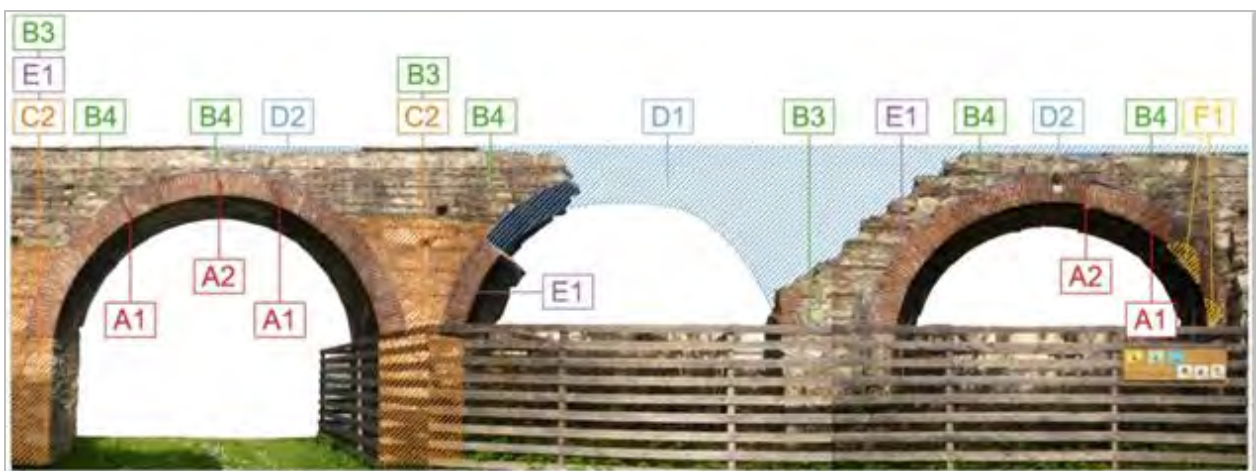 B3 B3
E1
C2 B4 B4 D2 C2 B4 D1 B3 E1 B4 D2 B4 F1
A2 A2
E1
A1 A1 A1